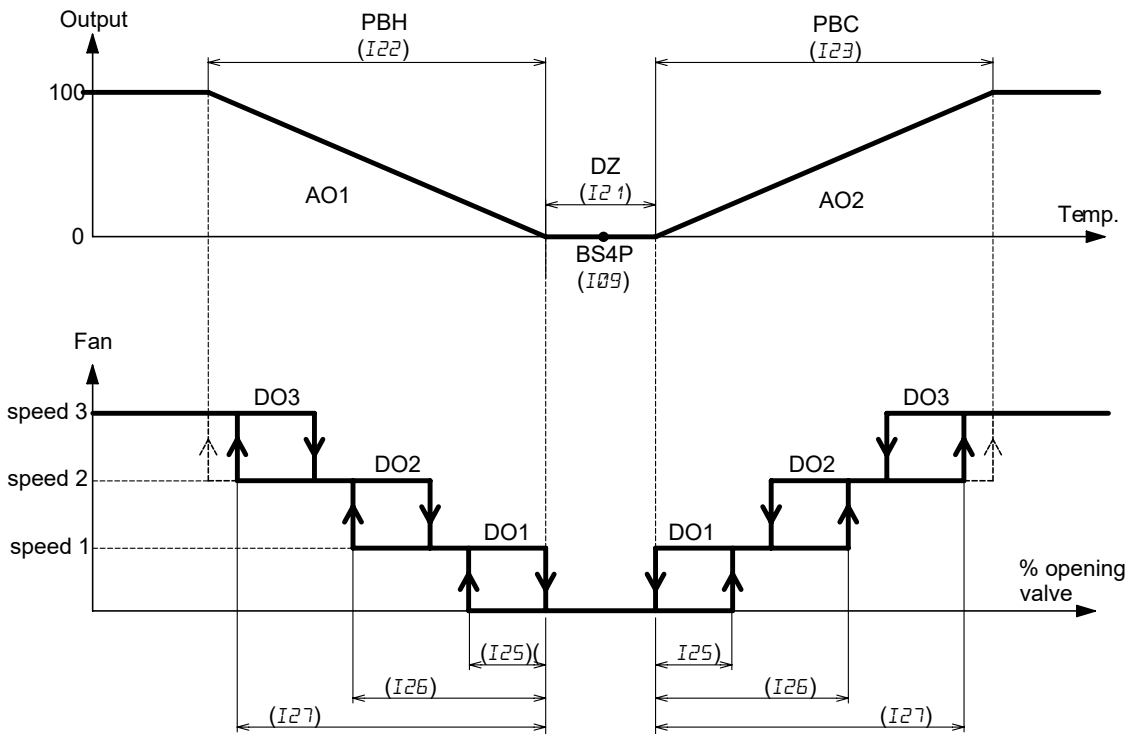 Output
PBH
(I22)
PBC
(I23)
100
DZ
(I21)
AO1
AO2
Temp.
0
BS4P
(I09)
Fan
speed 3
DO3
DO3
speed 2
DO2
DO2
speed 1
DO1
DO1
% opening
valve
(I25)(
I25)
(I26)
(I26)
(I27)
(I27)